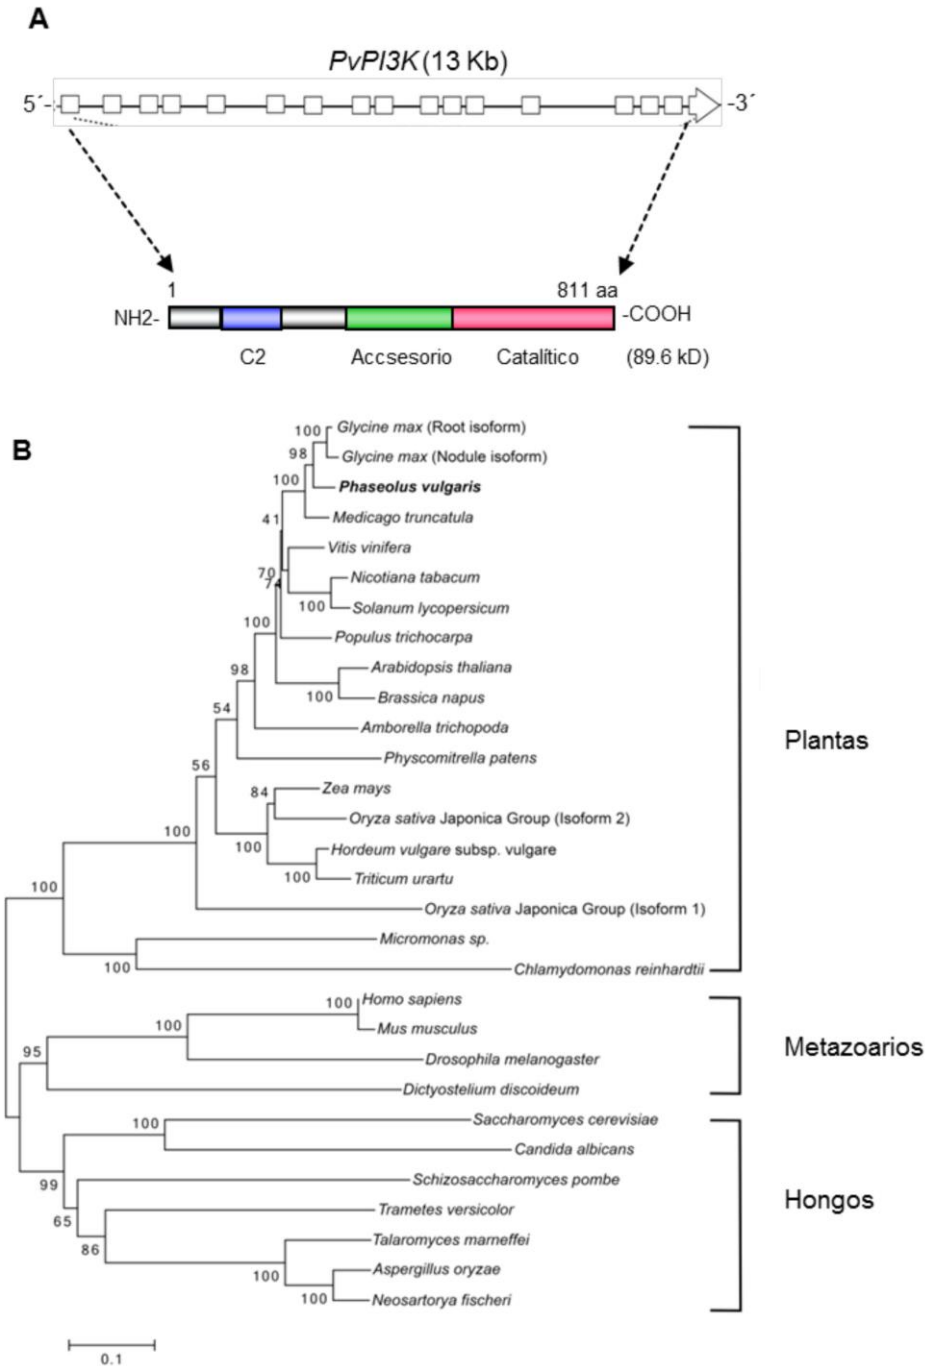 A
PvPI3K (13 Kb)
5´-
-3´
1
811 aa
NH2-
-COOH
C2
Accsesorio
Catalítico
(89.6 kD)
B
100
Glycine max (Root isoform)
98
Glycine max (Nodule isoform)
100
Phaseolus vulgaris
41
Medicago truncatula
Vitis vinifera
70
74
Nicotiana tabacum
100
Solanum lycopersicum
100
Populus trichocarpa
98
Arabidopsis thaliana
100
Brassica napus
54
Amborella trichopoda
Plantas
56
Physcomitrella patens
84
Zea mays
100
Oryza sativa Japonica Group (Isoform 2)
100
Hordeum vulgare subsp. vulgare
100
Triticum urartu
100
Oryza sativa Japonica Group (Isoform 1)
Micromonas sp.
100
Chlamydomonas reinhardtii
100
Homo sapiens
100
Mus musculus
95
Metazoarios
Drosophila melanogaster
Dictyostelium discoideum
100
Saccharomyces cerevisiae
Candida albicans
99
Schizosaccharomyces pombe
Hongos
65
Trametes versicolor
86
Talaromyces marneffei
100
Aspergillus oryzae
100
Neosartorya fischeri
0.1